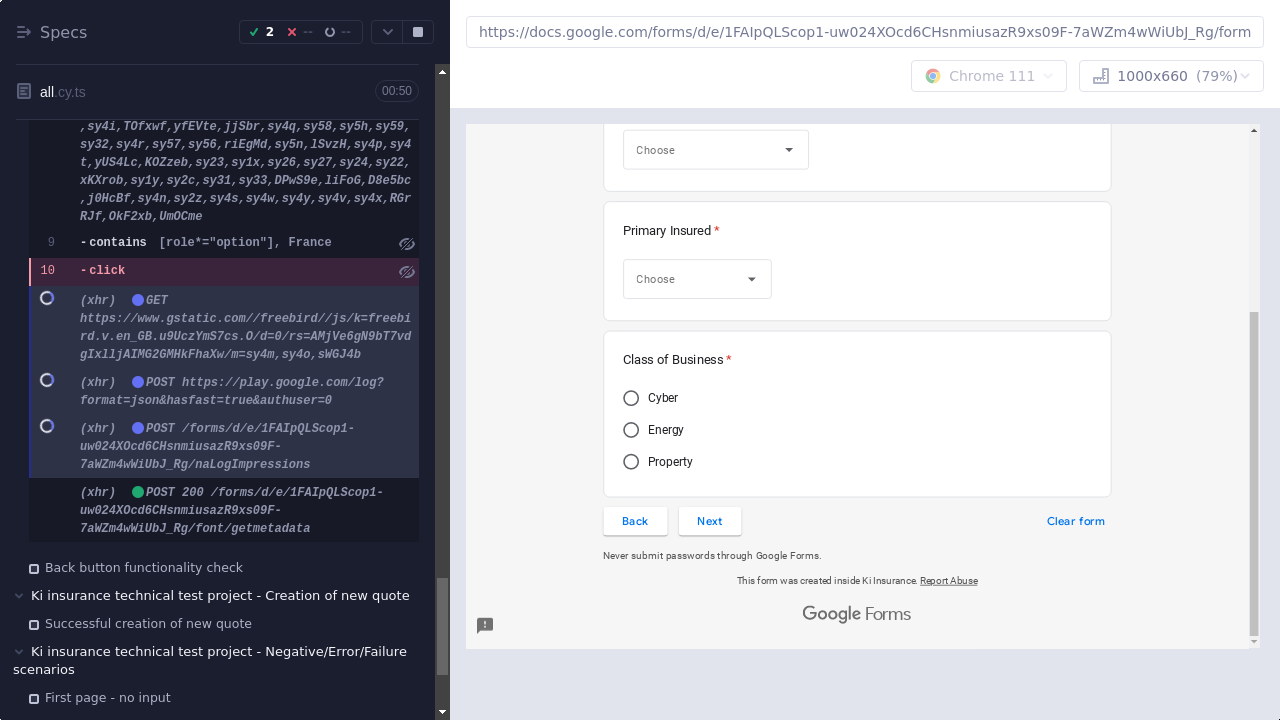 Specs
2
--
--
https://docs.google.com/forms/d/e/1FAIpQLScop1-uw024XOcd6CHsnmiusazR9xs09F-7aWZm4wWiUbJ_Rg/form
Chrome 111
1000x660 (79%)
all.cy.ts
00:50
,sy4i,TOfxwf,yfEVte,jjSbr,sy4q,sy58,sy5h,sy59,
sy32,sy4r,sy57,sy56,riEgMd,sy5n,lSvzH,sy4p,sy4
t,yUS4Lc,KOZzeb,sy23,sy1x,sy26,sy27,sy24,sy22,
xKXrob,sy1y,sy2c,sy31,sy33,DPwS9e,liFoG,D8e5bc
,j0HcBf,sy4n,sy2z,sy4s,sy4w,sy4y,sy4v,sy4x,RGr
RJf,OkF2xb,UmOCme
9 -contains [role*="option"], France
10 -click
(xhr) GET
https://www.gstatic.com//freebird//js/k=freebi
rd.v.en_GB.u9UczYmS7cs.O/d=0/rs=AMjVe6gN9bT7vd
gIxlljAIMG2GMHkFhaXw/m=sy4m,sy4o,sWGJ4b
(xhr) POST https://play.google.com/log?
format=json&hasfast=true&authuser=0
(xhr) POST /forms/d/e/1FAIpQLScop1-
uw024XOcd6CHsnmiusazR9xs09F-
7aWZm4wWiUbJ_Rg/naLogImpressions
(xhr) POST 200 /forms/d/e/1FAIpQLScop1-
uw024XOcd6CHsnmiusazR9xs09F-
7aWZm4wWiUbJ_Rg/font/getmetadata
Back button functionality check
Ki insurance technical test project - Creation of new quote
Successful creation of new quote
Ki insurance technical test project - Negative/Error/Failure
scenarios
First page - no input
Choose
Primary Insured *
Choose
Class of Business *
Cyber
Energy
Property
Back
Next
Clear form
Never submit passwords through Google Forms.
This form was created inside Ki Insurance. Report Abuse
Google Forms